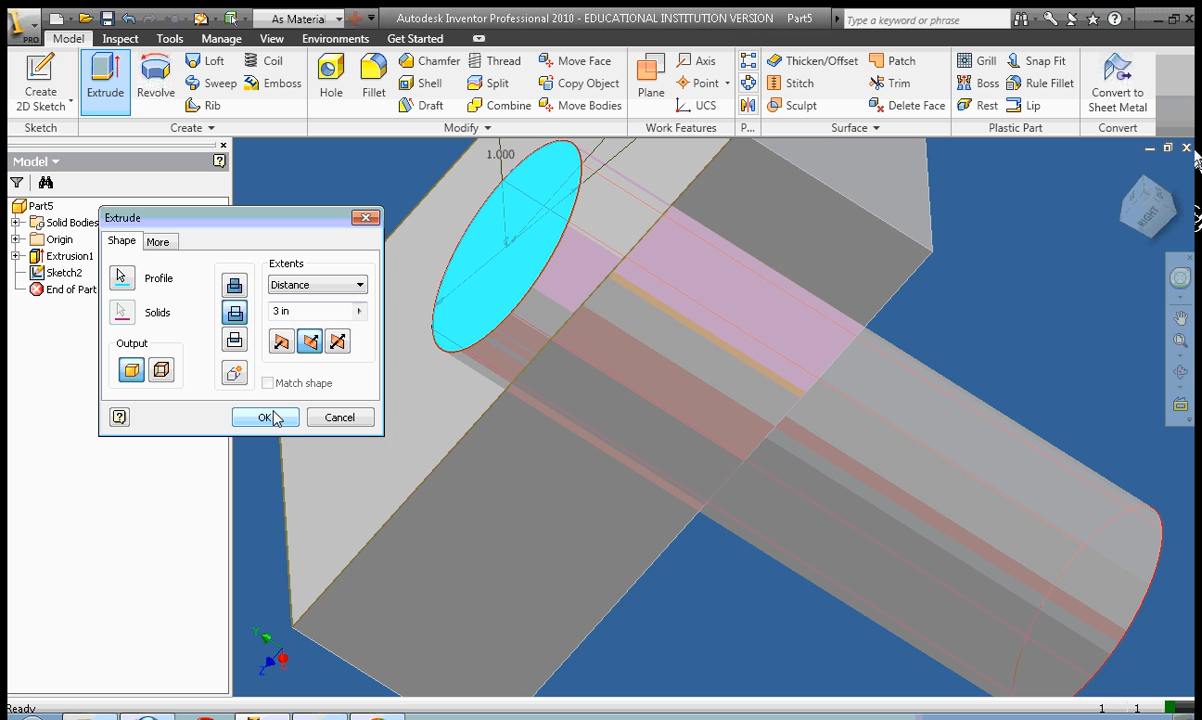 As Material
Autodesk Inventor Professional 2010 - EDUCATIONAL INSTITUTION VERSION Part5
Type a keyword or phrase
PRO
Model Inspect Tools Manage View Environments Get Started
Create
2D Sketch
Extrude
Revolve
Loft
Coil
Sweep
Emboss
Rib
Hole
Fillet
Chamfer
Thread
Move Face
Shell
Split
Copy Object
Draft
Combine
Move Bodies
Plane
Axis
Point
UCS
Thicken/Offset
Patch
Stitch
Trim
Sculpt
Delete Face
Grill
Snap Fit
Boss
Rule Fillet
Rest
Lip
Convert to
Sheet Metal
Sketch
Create
Modify
Work Features
P...
Surface
Plastic Part
Convert
Model
Part5
Solid Bodies
Origin
Extrusion1
Sketch2
End of Part
Extrude
Shape
More
Profile
Solids
Output
Extents
Distance
3 in
Match shape
OK
Cancel
1.000
RIGHT
Y
Z
Ready
1
1